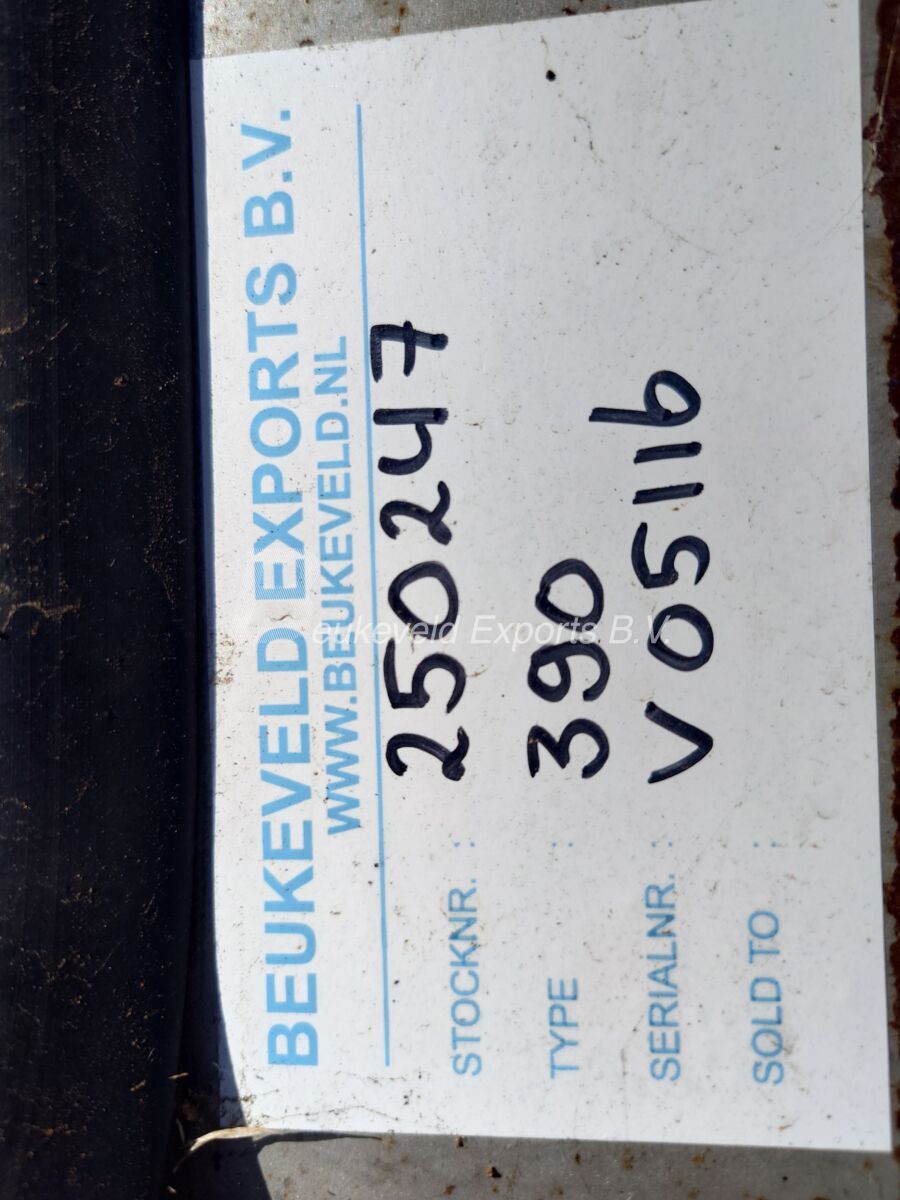 BEUKEVELD EXPORTS B.V.
WWW.BEUKEVELD.NL
STOCKNR. : 250247
TYPE : 390
SERIALNR. : V05116
SOLD TO :
eukeveld Exports B.V.